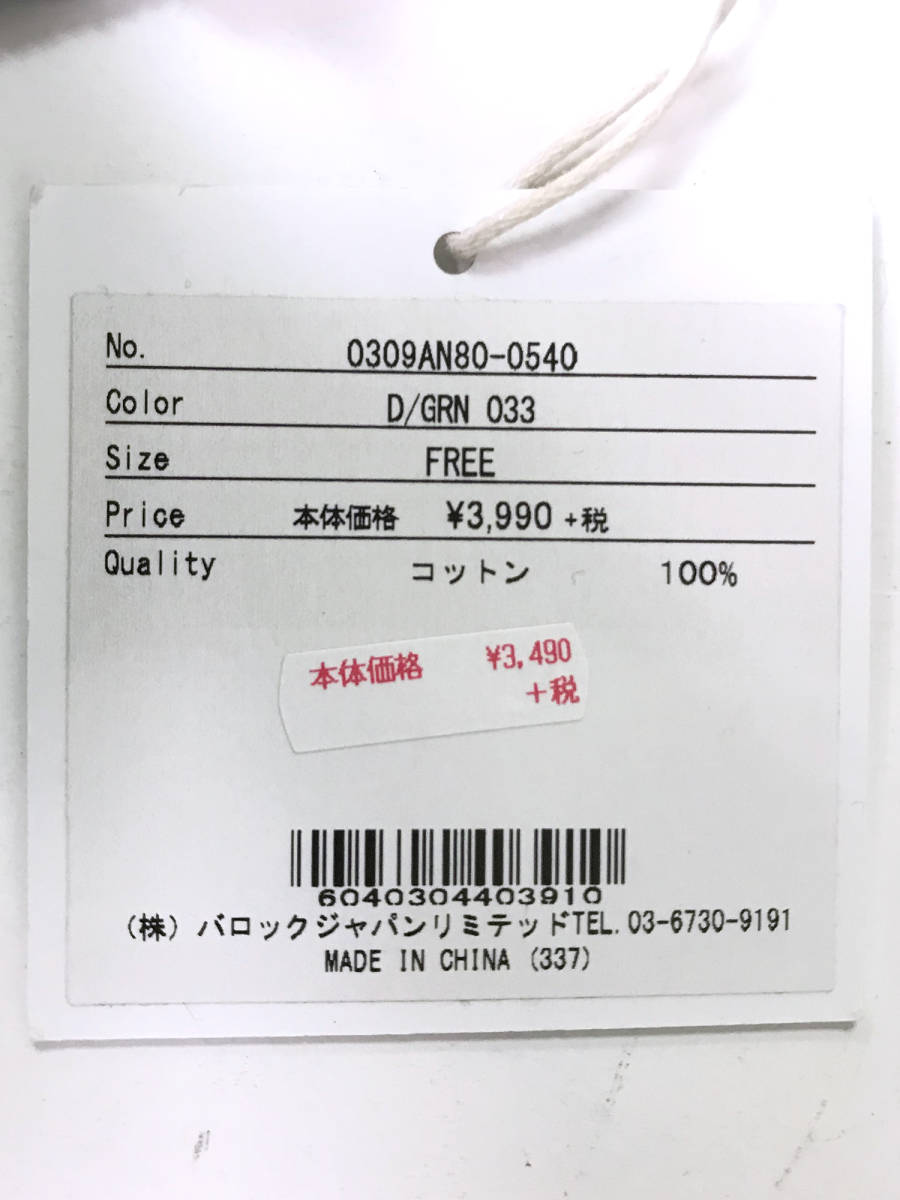 No. 0309AN80-0540
Color D/GRN 033
Size FREE
Price 本体価格 ¥3,990 +税
Quality コットン 100%
本体価格 ¥3,490
+税
6040304403910
(株) バロックジャパンリミテッドTEL. 03-6730-9191
MADE IN CHINA (337)